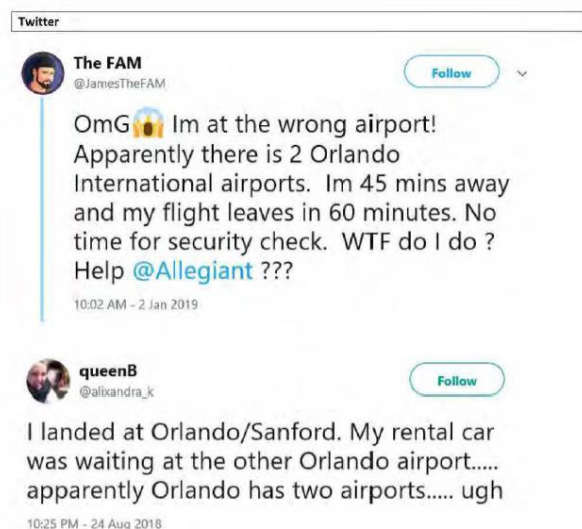 Twitter
The FAM
@JamesTheFAM
Follow
OmG😱 Im at the wrong airport!
Apparently there is 2 Orlando
International airports.  Im 45 mins away
and my flight leaves in 60 minutes. No
time for security check.  WTF do I do ?
Help @Allegiant ???
10:02 AM - 2 Jan 2019
queenB
@alixandra_k
Follow
I landed at Orlando/Sanford. My rental car
was waiting at the other Orlando airport.....
apparently Orlando has two airports..... ugh
10:25 PM - 24 Aug 2018